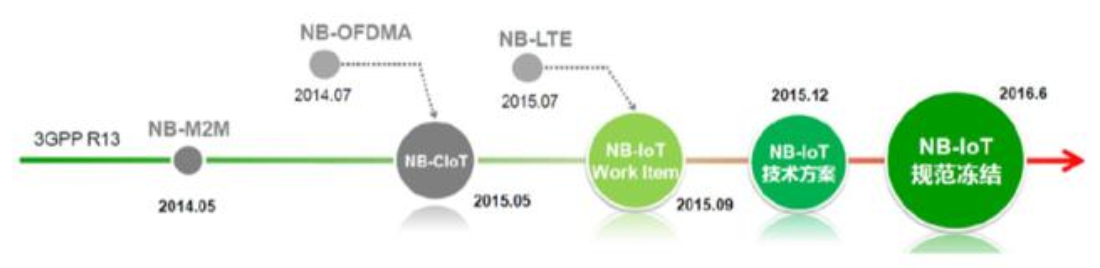 3GPP R13
NB-M2M
2014.05
NB-OFDMA
2014.07
NB-CIoT
2015.05
NB-LTE
2015.07
NB-IoT
Work Item
2015.09
2015.12
NB-IoT
技术方案
2016.6
NB-IoT
规范冻结